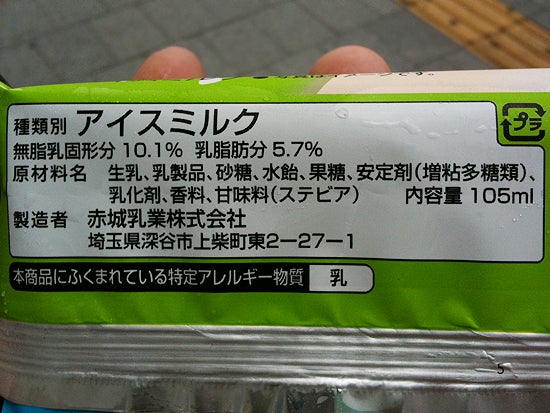 種類別 アイスミルク
無脂乳固形分 10.1% 乳脂肪分 5.7%
原材料名 生乳、乳製品、砂糖、水飴、果糖、安定剤(増粘多糖類)、
乳化剤、香料、甘味料(ステビア) 内容量 105ml
製造者 赤城乳業株式会社
埼玉県深谷市上柴町東2ー27ー1
本商品にふくまれている特定アレルギー物質 乳
プラ
5